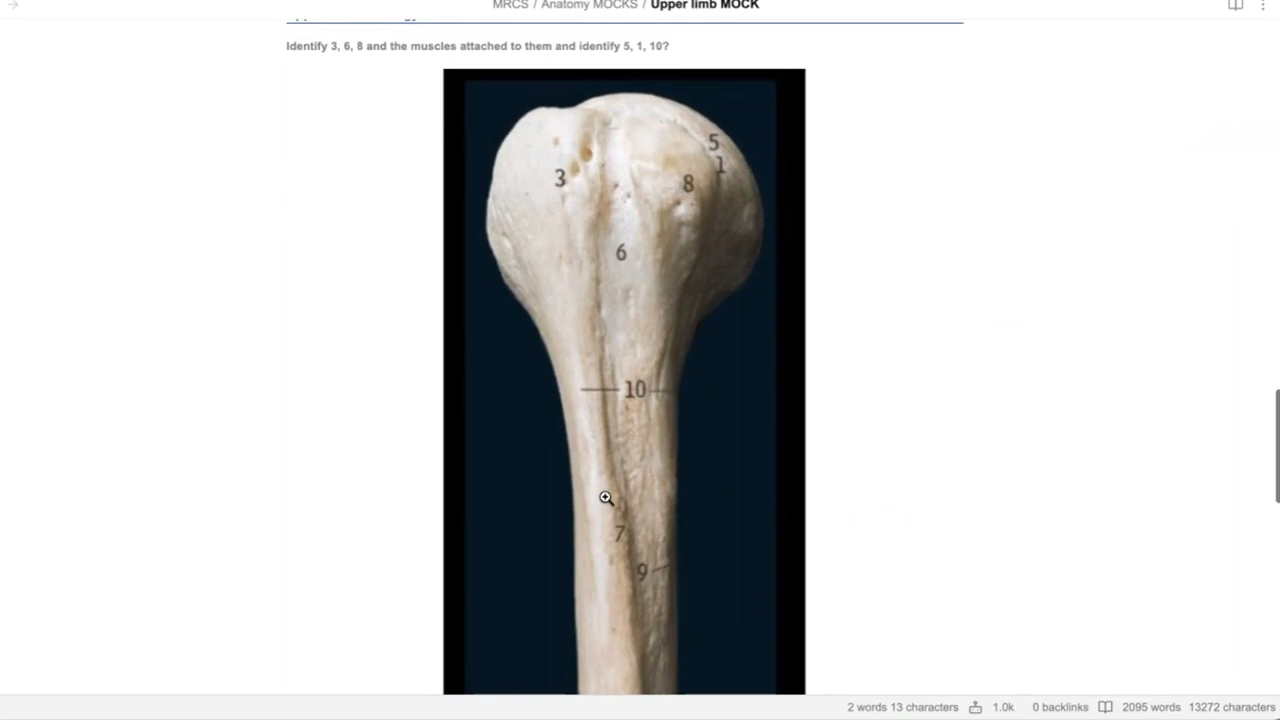 MRCS / Anatomy MOCKS / Upper limb MOCK
Identify 3, 6, 8 and the muscles attached to them and identify 5, 1, 10?
5
1
3
8
6
10
7
9
2 words 13 characters 1.0k 0 backlinks 2095 words 13272 characters